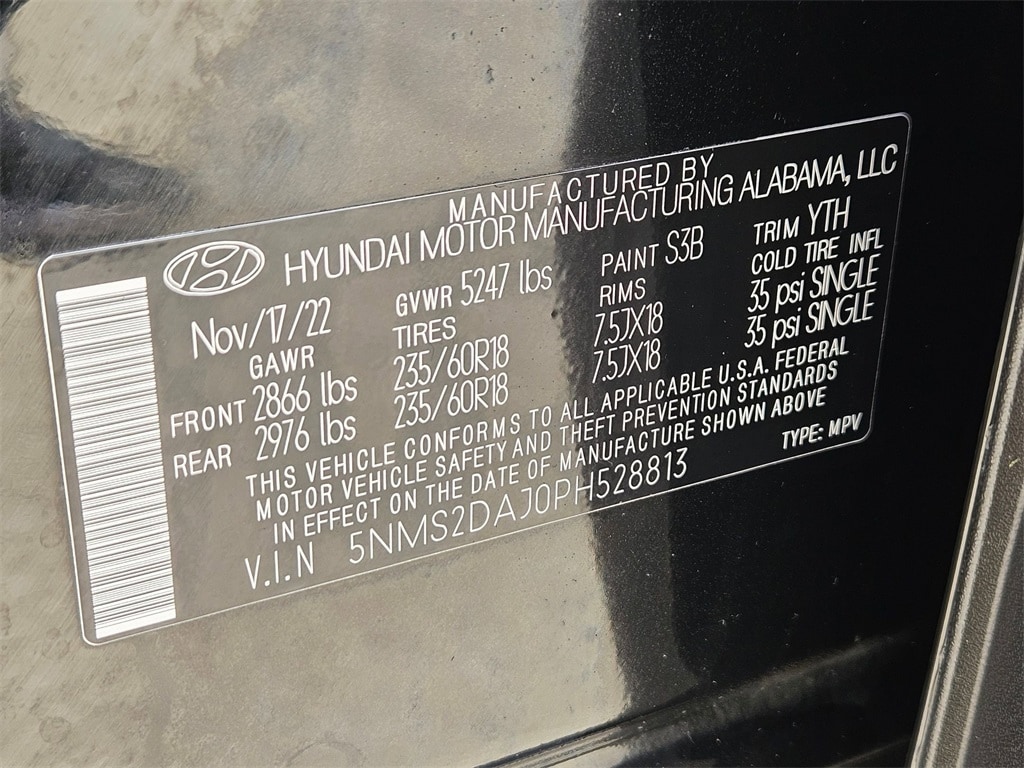 MANUFACTURED BY
HYUNDAI MOTOR MANUFACTURING ALABAMA, LLC
Nov/17/22 GVWR 5247 lbs PAINT S3B TRIM YTH
GAWR TIRES RIMS COLD TIRE INFL
FRONT 2866 lbs 235/60R18 7.5JX18 35 psi SINGLE
REAR 2976 lbs 235/60R18 7.5JX18 35 psi SINGLE
THIS VEHICLE CONFORMS TO ALL APPLICABLE U.S.A. FEDERAL
MOTOR VEHICLE SAFETY AND THEFT PREVENTION STANDARDS
IN EFFECT ON THE DATE OF MANUFACTURE SHOWN ABOVE
V.I.N 5NMS2DAJ0PH528813 TYPE: MPV